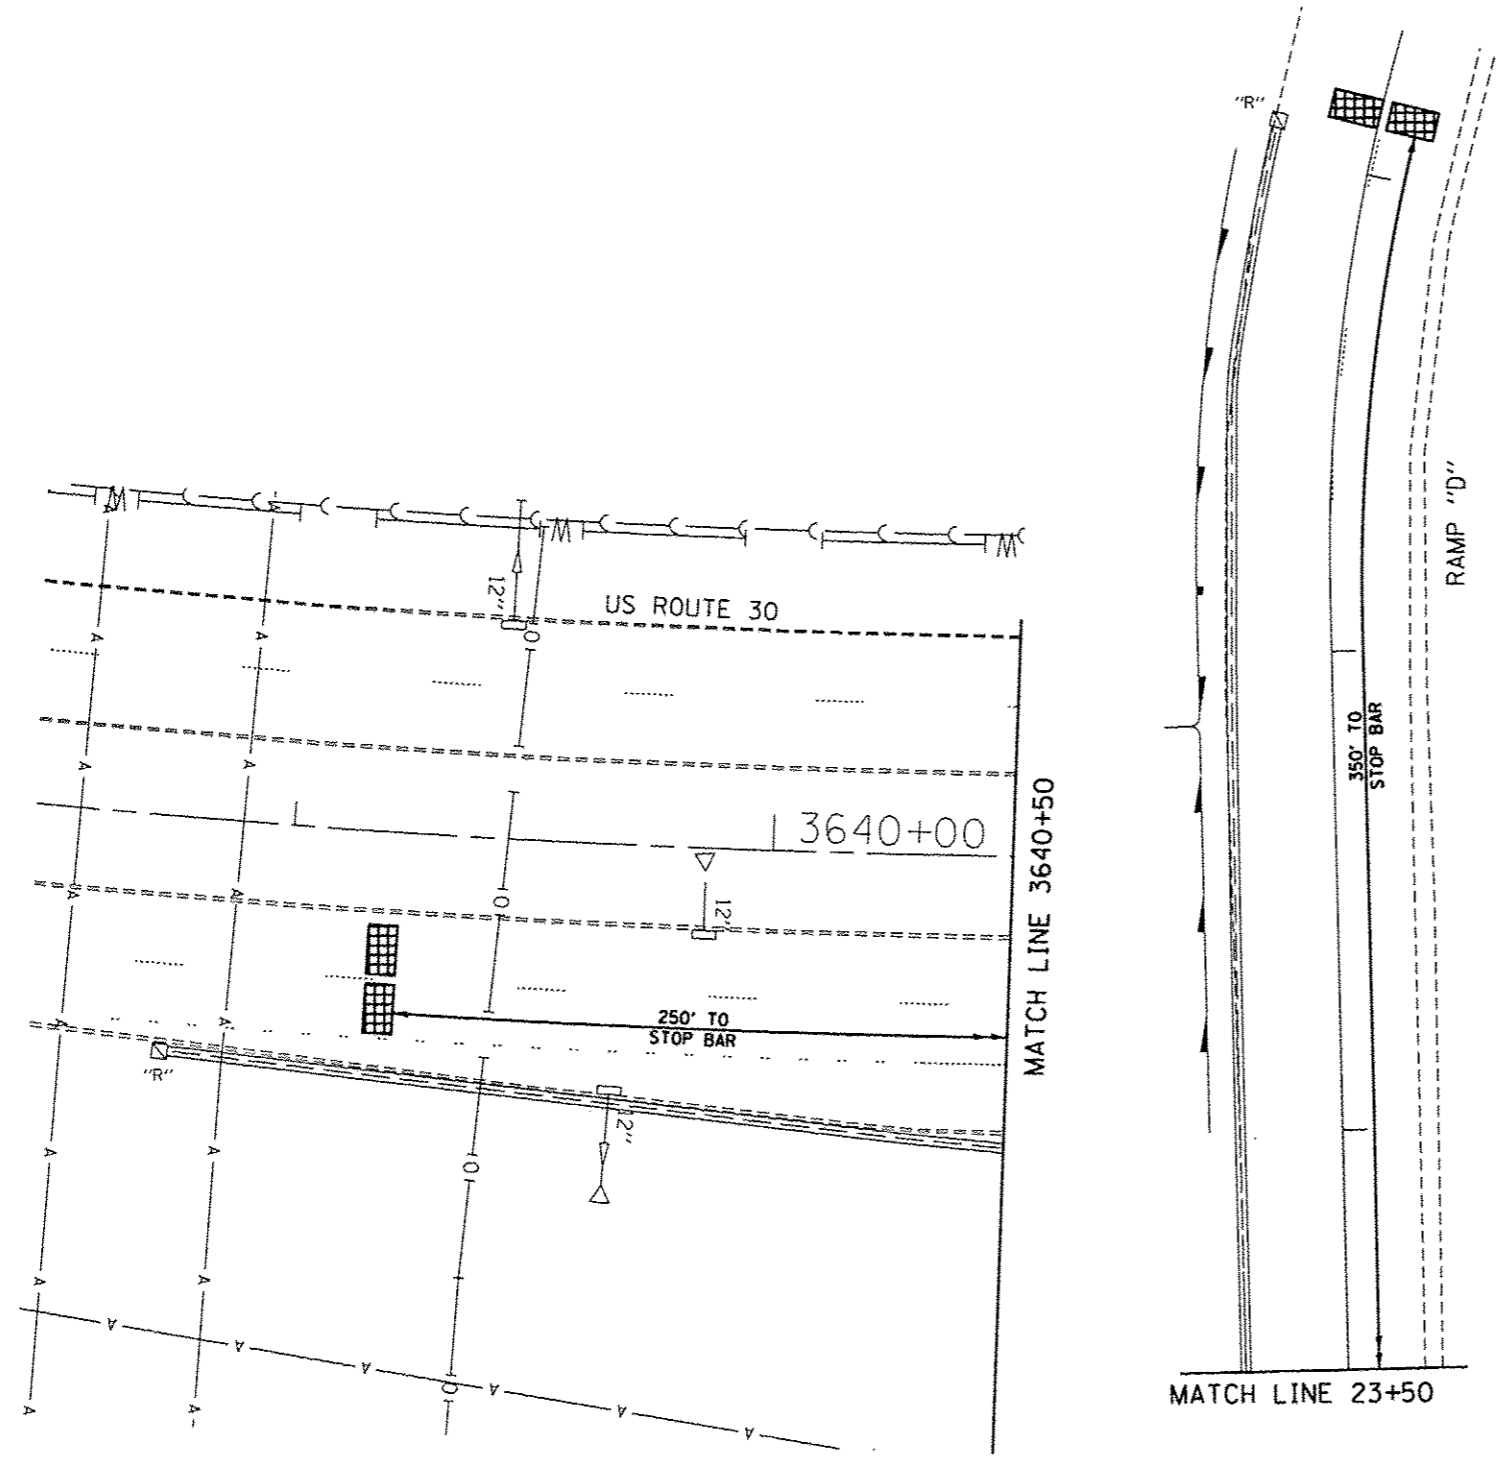 "R"
12"
US ROUTE 30
3640+00
12"
250' TO
STOP BAR
"R"
12"
MATCH LINE 3640+50
350' TO
STOP BAR
RAMP "D"
MATCH LINE 23+50
A A A A A A
A A A A A A
A A A A A A
O O O O